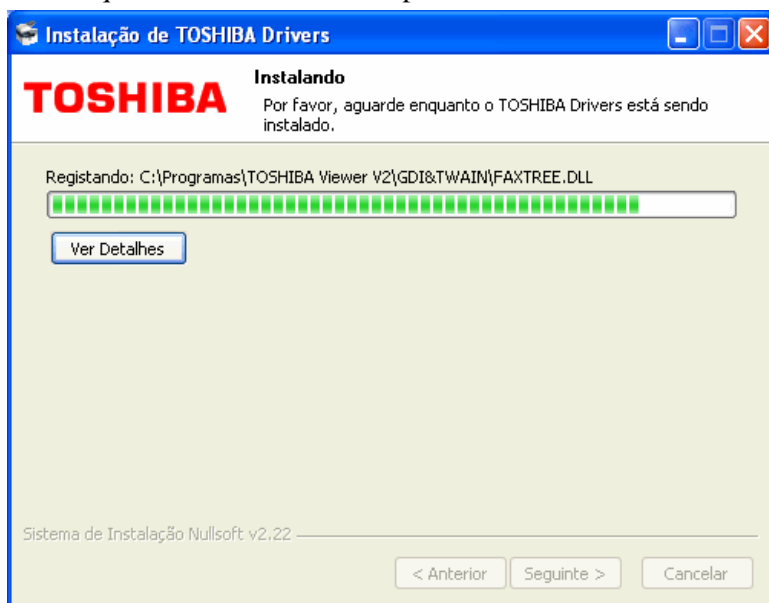 Instalação de TOSHIBA Drivers
TOSHIBA
Instalando
Por favor, aguarde enquanto o TOSHIBA Drivers está sendo
instalado.
Registando: C:\Programas\TOSHIBA Viewer V2\GDI&TWAIN\FAXTREE.DLL
Ver Detalhes
Sistema de Instalação Nullsoft v2.22
< Anterior
Seguinte >
Cancelar